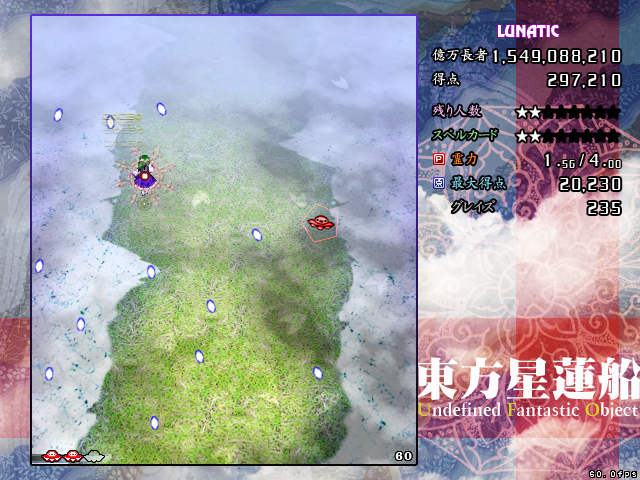 LUNATIC
億万長者 1,549,088,210
得点 297,210
残り人数
スペルカード
P 霊力 1.56/4.00
最大得点 20,230
グレイズ 235
東方星蓮船
Undefined Fantastic Object
60
60.0fps